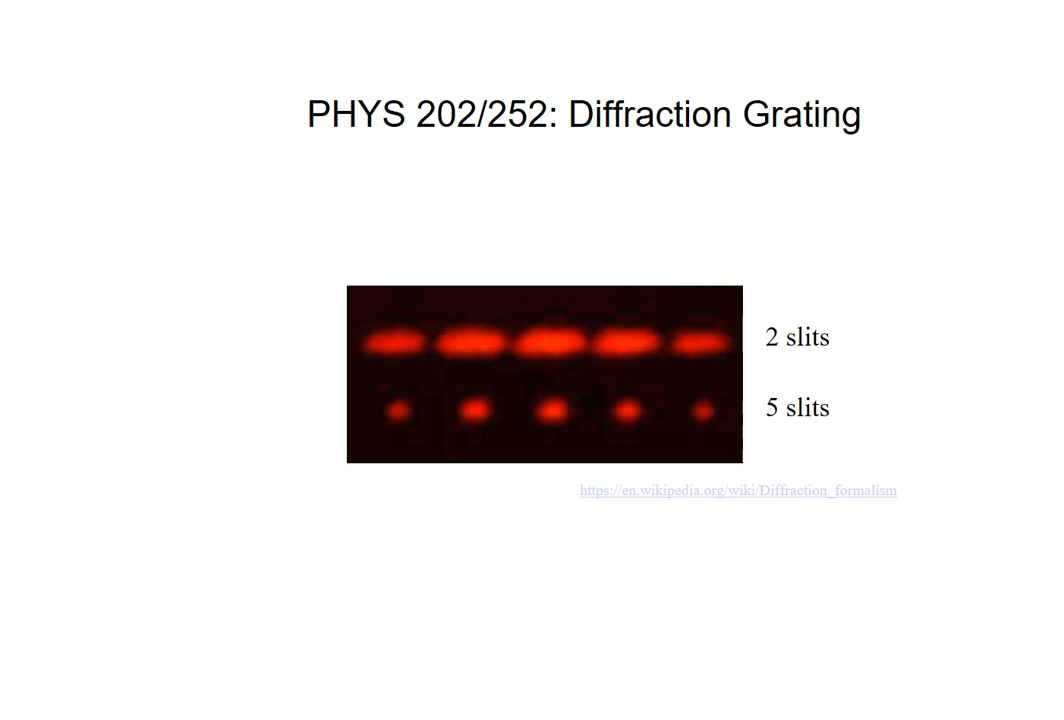 PHYS 202/252: Diffraction Grating
2 slits
5 slits
https://en.wikipedia.org/wiki/Diffraction_formalism